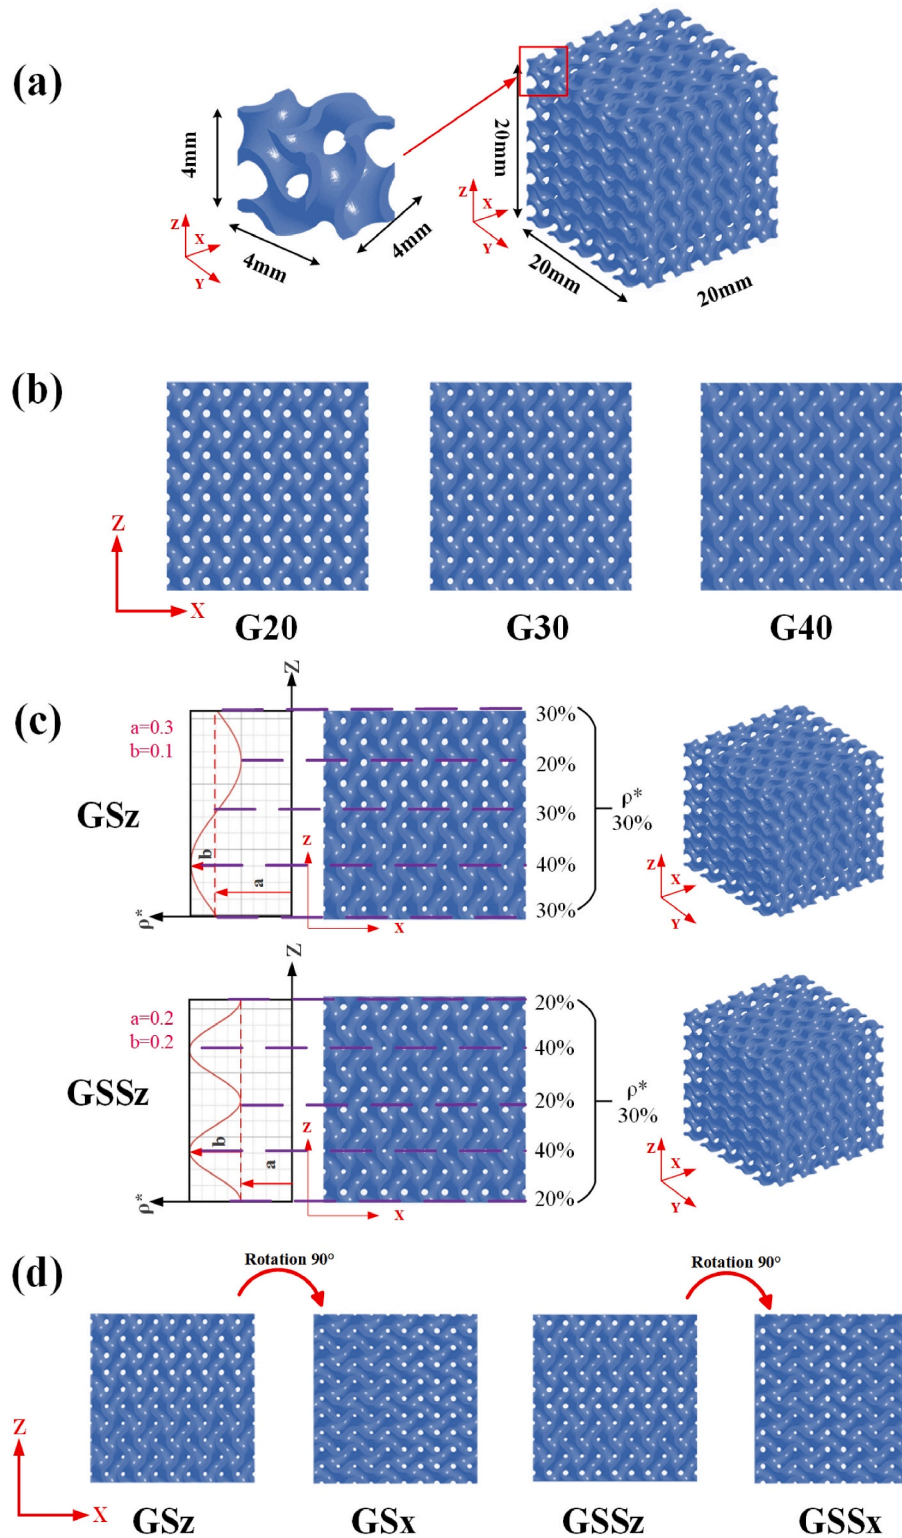 (a)
4mm
4mm
4mm
Z
X
Y
20mm
20mm
20mm
Z
X
Y
(b)
Z
X
G20
G30
G40
(c)
a=0.3
b=0.1
GSz
b
a
ρ*
Z
Z
X
30%
20%
30%
40%
30%
ρ*
30%
Z
X
Y
a=0.2
b=0.2
GSSz
b
a
ρ*
Z
Z
X
20%
40%
20%
40%
20%
ρ*
30%
Z
X
Y
(d)
Rotation 90°
Rotation 90°
Z
X
GSz
GSx
GSSz
GSSx